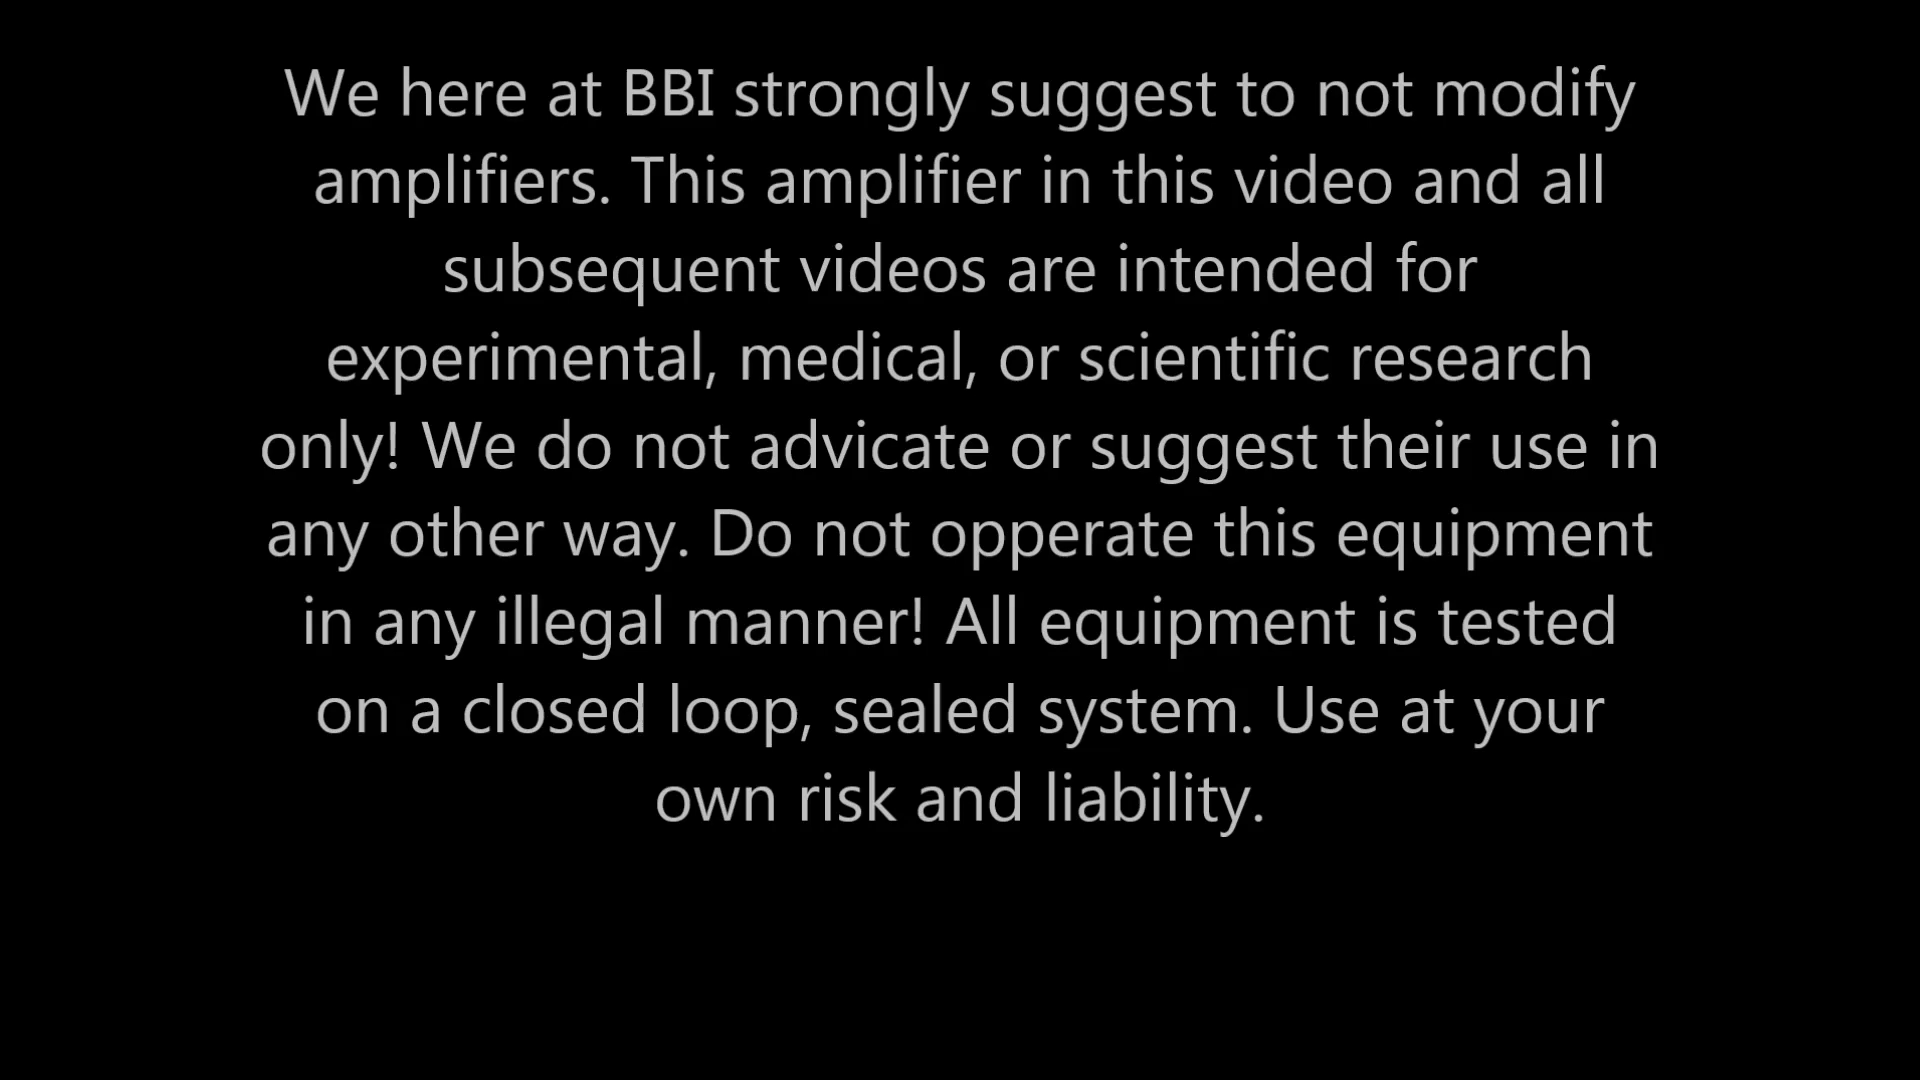 We here at BBI strongly suggest to not modify
amplifiers. This amplifier in this video and all
subsequent videos are intended for
experimental, medical, or scientific research
only! We do not advicate or suggest their use in
any other way. Do not opperate this equipment
in any illegal manner! All equipment is tested
on a closed loop, sealed system. Use at your
own risk and liability.